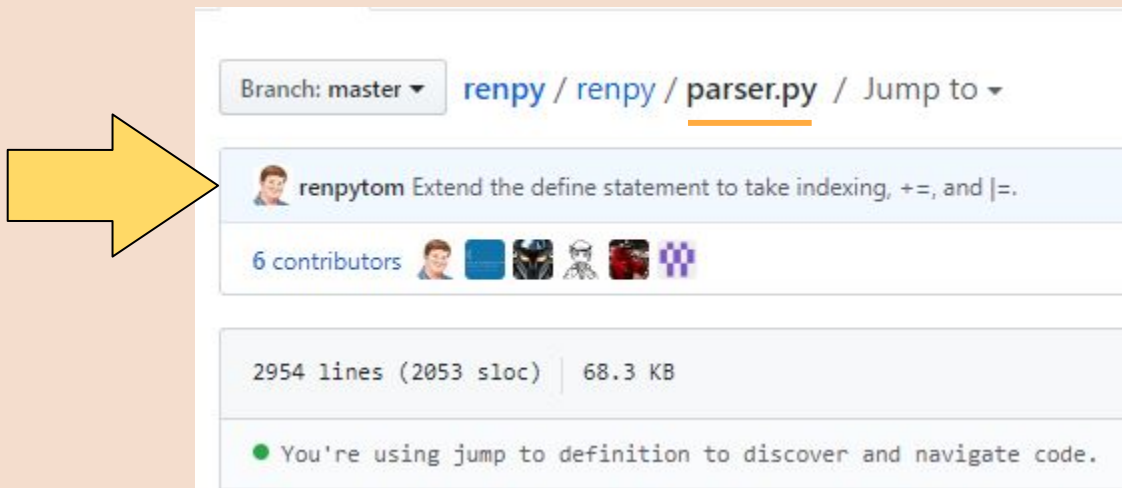 Branch: master renpy / renpy / parser.py / Jump to
renpytom Extend the define statement to take indexing, +=, and |=.
6 contributors
2954 lines (2053 sloc) 68.3 KB
You're using jump to definition to discover and navigate code.